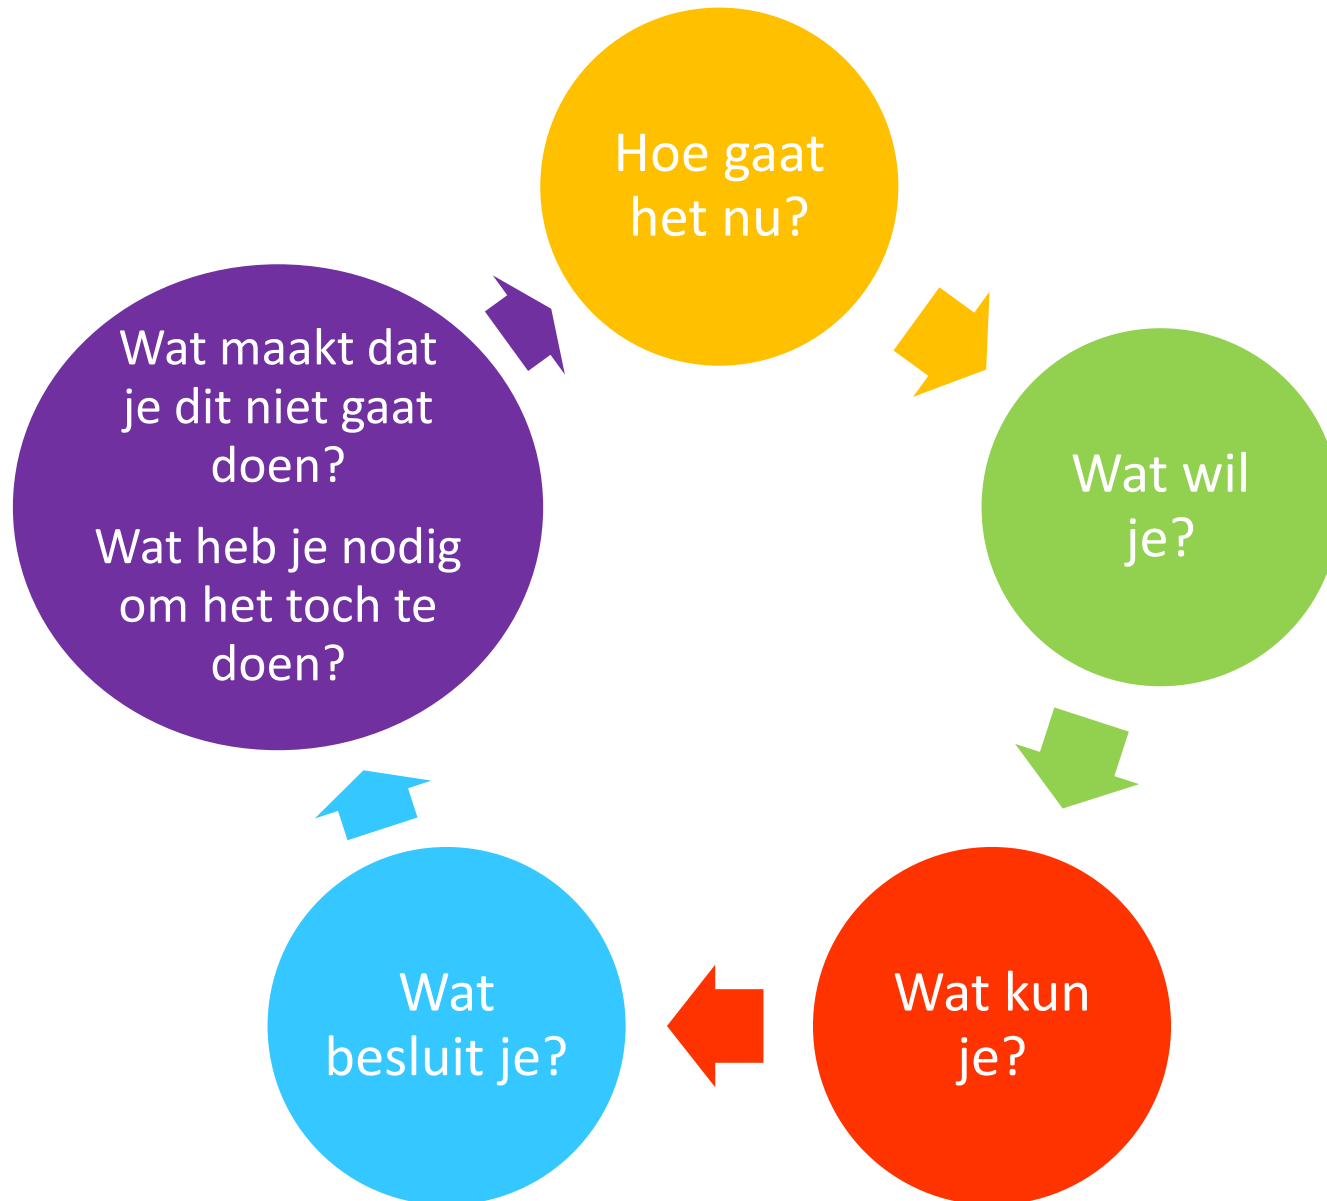 Hoe gaat
het nu?
Wat wil
je?
Wat kun
je?
Wat
besluit je?
Wat maakt dat
je dit niet gaat
doen?
Wat heb je nodig
om het toch te
doen?